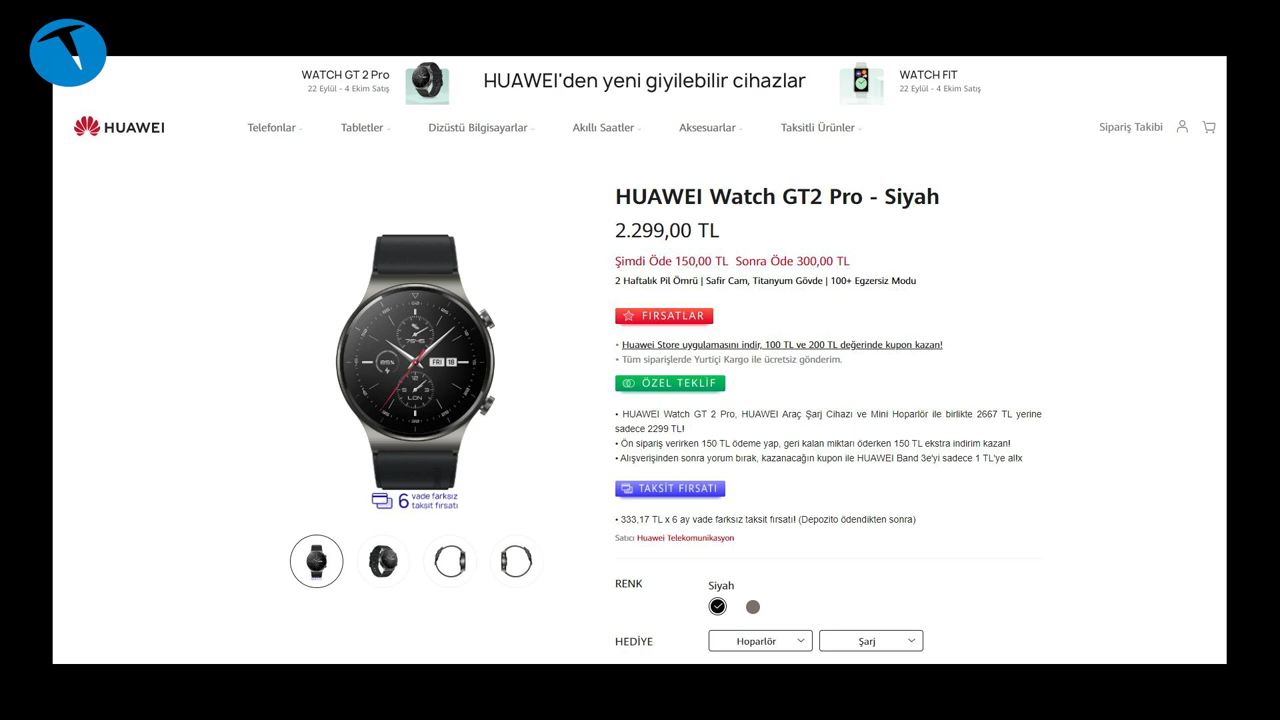 WATCH GT 2 Pro
22 Eylül - 4 Ekim Satış
HUAWEI'den yeni giyilebilir cihazlar
WATCH FIT
22 Eylül - 4 Ekim Satış
HUAWEI
Telefonlar
Tabletler
Dizüstü Bilgisayarlar
Akıllı Saatler
Aksesuarlar
Taksitli Ürünler
Sipariş Takibi
HUAWEI Watch GT2 Pro - Siyah
2.299,00 TL
Şimdi Öde 150,00 TL Sonra Öde 300,00 TL
2 Haftalık Pil Ömrü | Safir Cam, Titanyum Gövde | 100+ Egzersiz Modu
FIRSATLAR
• Huawei Store uygulamasını indir, 100 TL ve 200 TL değerinde kupon kazan!
• Tüm siparişlerde Yurtiçi Kargo ile ücretsiz gönderim.
ÖZEL TEKLİF
• HUAWEI Watch GT 2 Pro, HUAWEI Araç Şarj Cihazı ve Mini Hoparlör ile birlikte 2667 TL yerine
sadece 2299 TL!
• Ön sipariş verirken 150 TL ödeme yap, geri kalan miktarı öderken 150 TL ekstra indirim kazan!
• Alışverişinden sonra yorum bırak, kazanacağın kupon ile HUAWEI Band 3e'yi sadece 1 TL'ye al!x
TAKSİT FIRSATI
• 333,17 TL x 6 ay vade farksız taksit fırsatı! (Depozito ödendikten sonra)
Satıcı Huawei Telekomunikasyon
RENK
Siyah
HEDİYE
Hoparlör
Şarj
FRI 18
LON
6 vade farksız
taksit fırsatı